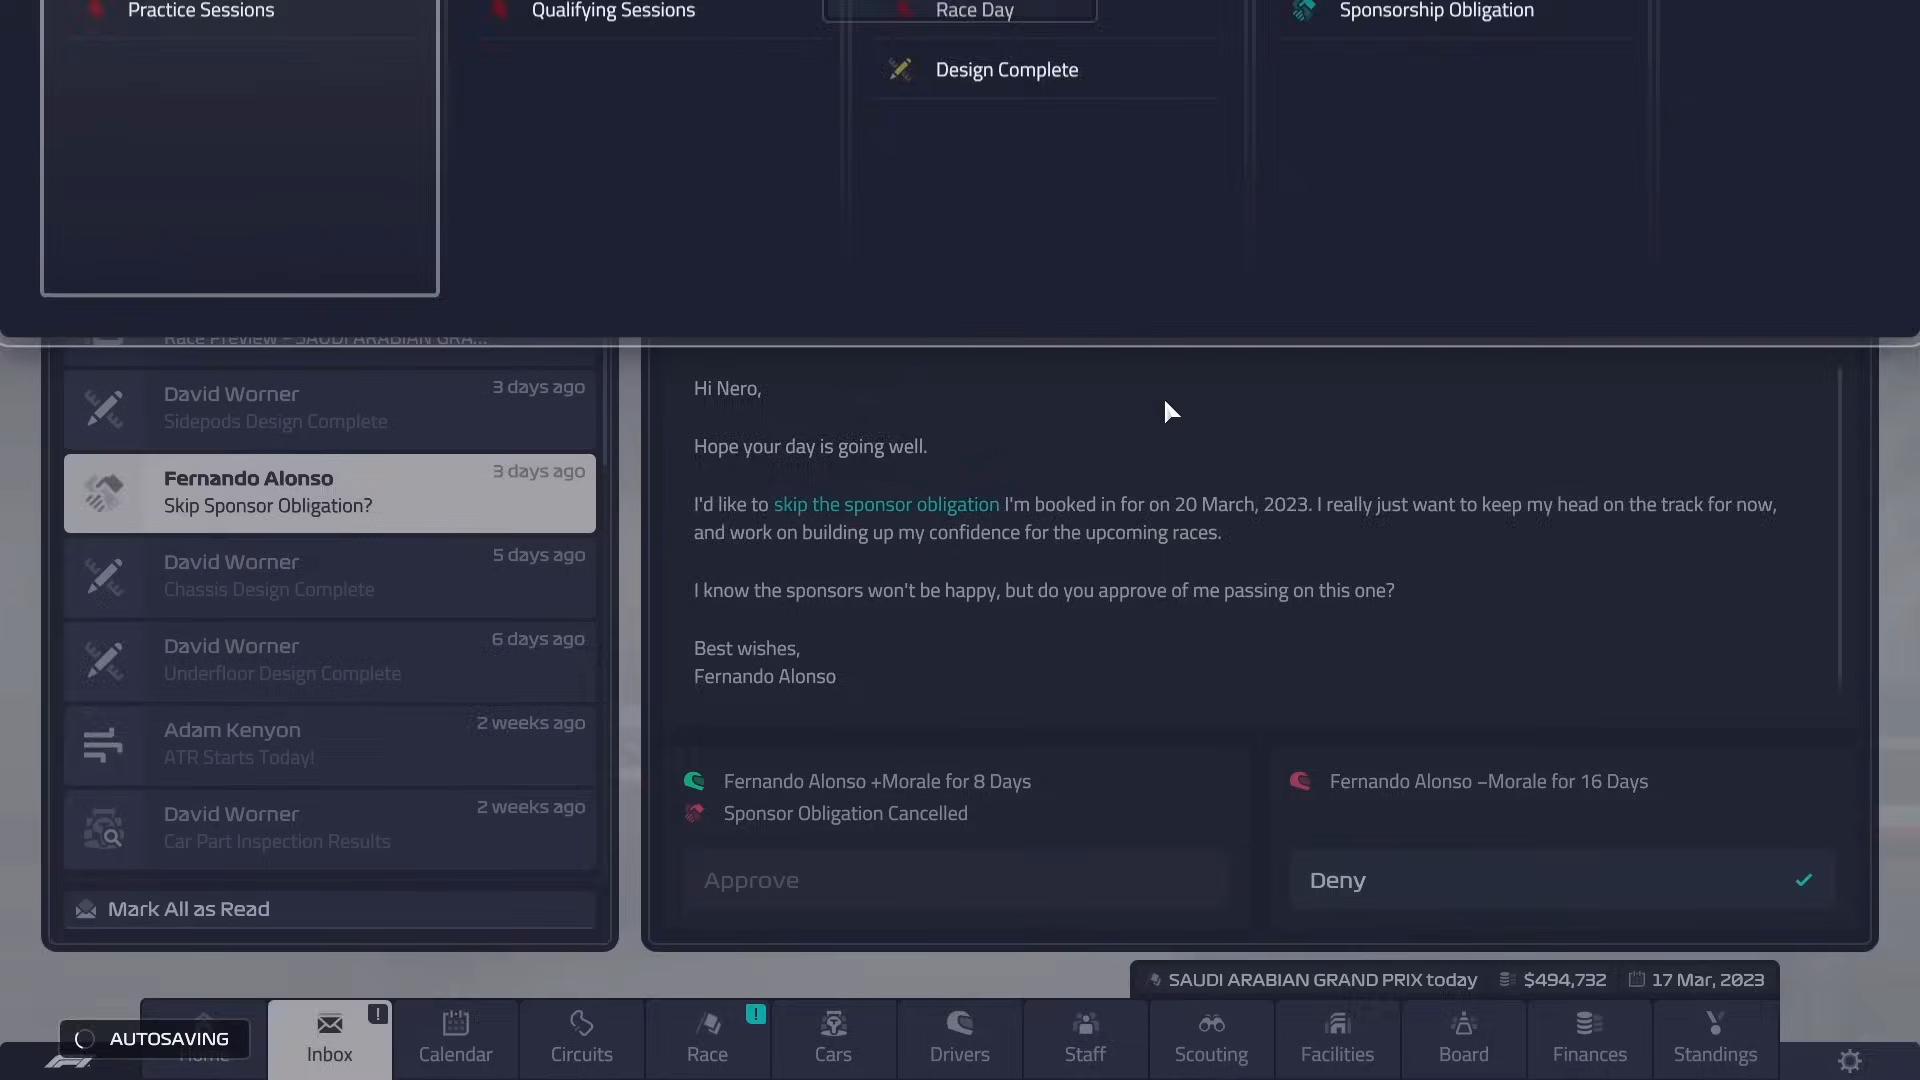 Practice Sessions
Qualifying Sessions
Race Day
Sponsorship Obligation
Design Complete
Race Preview - SAUDI ARABIAN GRA...
David Worner
3 days ago
Sidepods Design Complete
Fernando Alonso
3 days ago
Skip Sponsor Obligation?
David Worner
5 days ago
Chassis Design Complete
David Worner
6 days ago
Underfloor Design Complete
Adam Kenyon
2 weeks ago
ATR Starts Today!
David Worner
2 weeks ago
Car Part Inspection Results
Mark All as Read
Hi Nero,
Hope your day is going well.
I'd like to skip the sponsor obligation I'm booked in for on 20 March, 2023. I really just want to keep my head on the track for now,
and work on building up my confidence for the upcoming races.
I know the sponsors won't be happy, but do you approve of me passing on this one?
Best wishes,
Fernando Alonso
Fernando Alonso +Morale for 8 Days
Sponsor Obligation Cancelled
Approve
Fernando Alonso –Morale for 16 Days
Deny
SAUDI ARABIAN GRAND PRIX today
$494,732
17 Mar, 2023
AUTOSAVING
Home
Inbox
!
Calendar
Circuits
Race
!
Cars
Drivers
Staff
Scouting
Facilities
Board
Finances
Standings